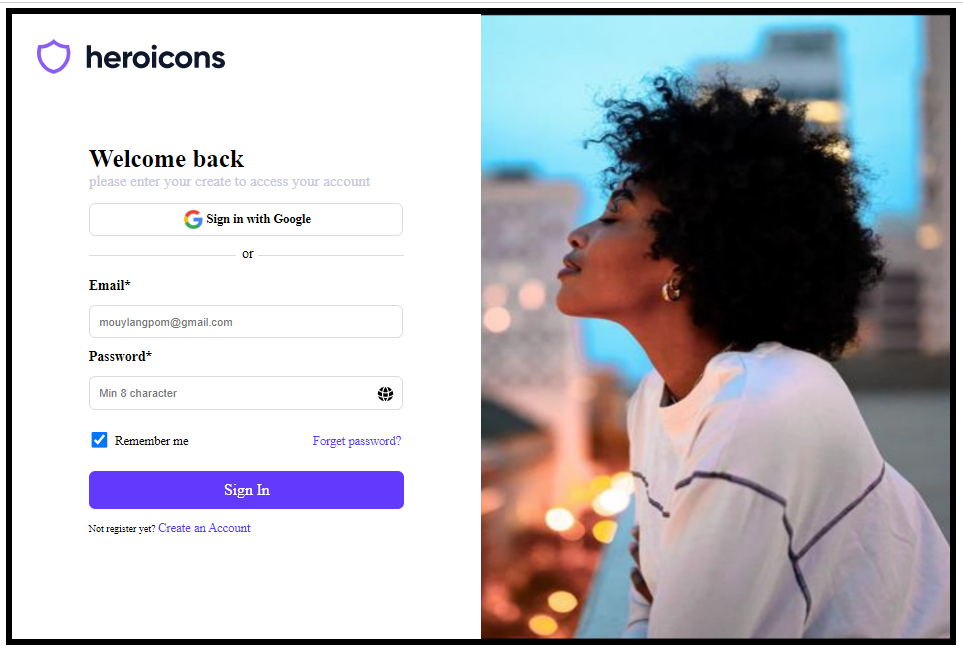 heroicons
Welcome back
please enter your create to access your account
Sign in with Google
or
Email*
mouylangpom@gmail.com
Password*
Min 8 character
Remember me
Forget password?
Sign In
Not register yet? Create an Account